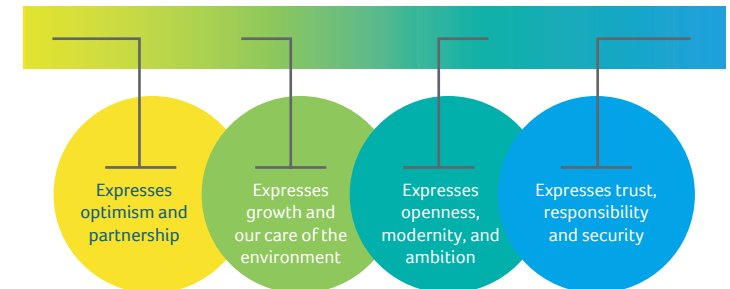 Expresses
optimism and
partnership
Expresses
growth and
our care of the
environment
Expresses
openness,
modernity, and
ambition
Expresses trust,
responsibility
and security